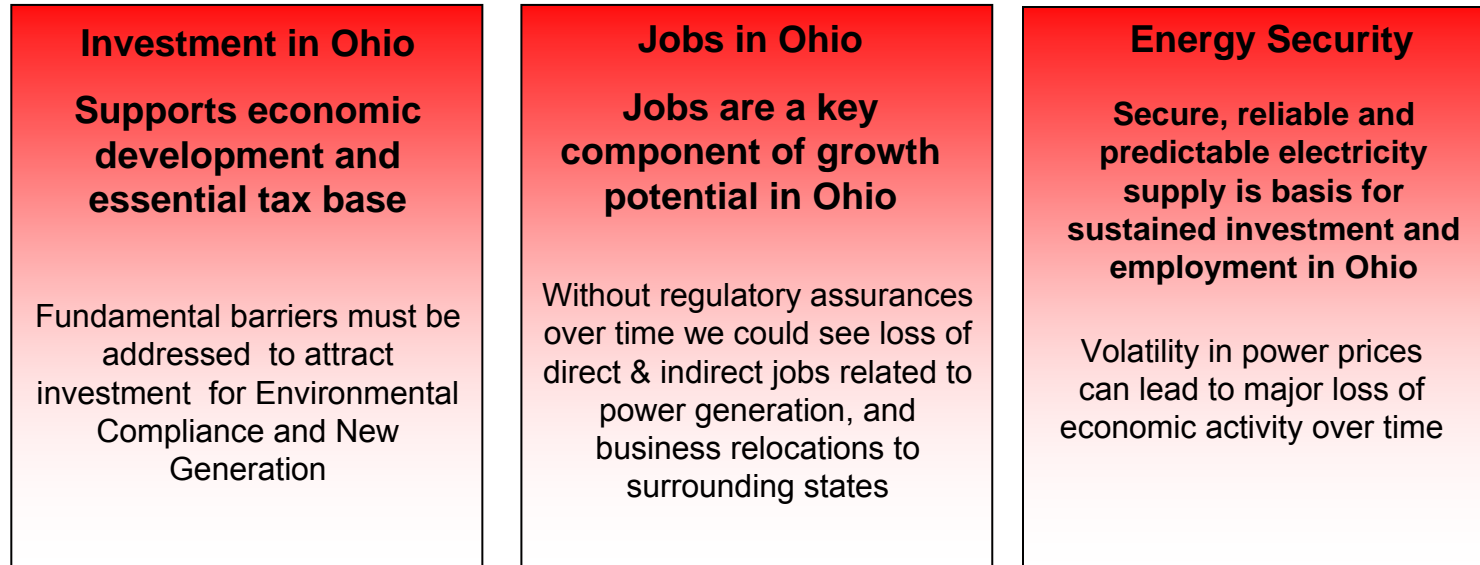 Investment in Ohio
Supports economic
development and
essential tax base
Fundamental barriers must be
addressed  to attract
investment  for Environmental
Compliance and New
Generation
Jobs in Ohio
Jobs are a key
component of growth
potential in Ohio
Without regulatory assurances
over time we could see loss of
direct & indirect jobs related to
power generation, and
business relocations to
surrounding states
Energy Security
Secure, reliable and
predictable electricity
supply is basis for
sustained investment and
employment in Ohio
Volatility in power prices
can lead to major loss of
economic activity over time